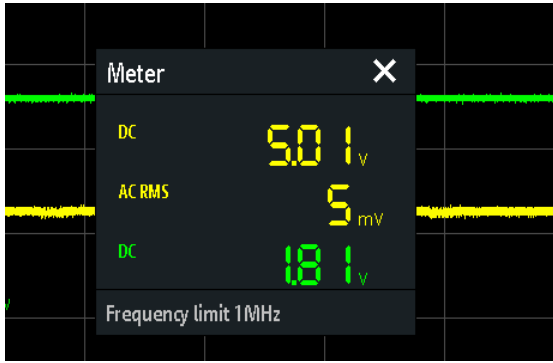 Meter ×
DC 5.01 V
AC RMS 5 mV
DC 1.81 V
Frequency limit 1MHz